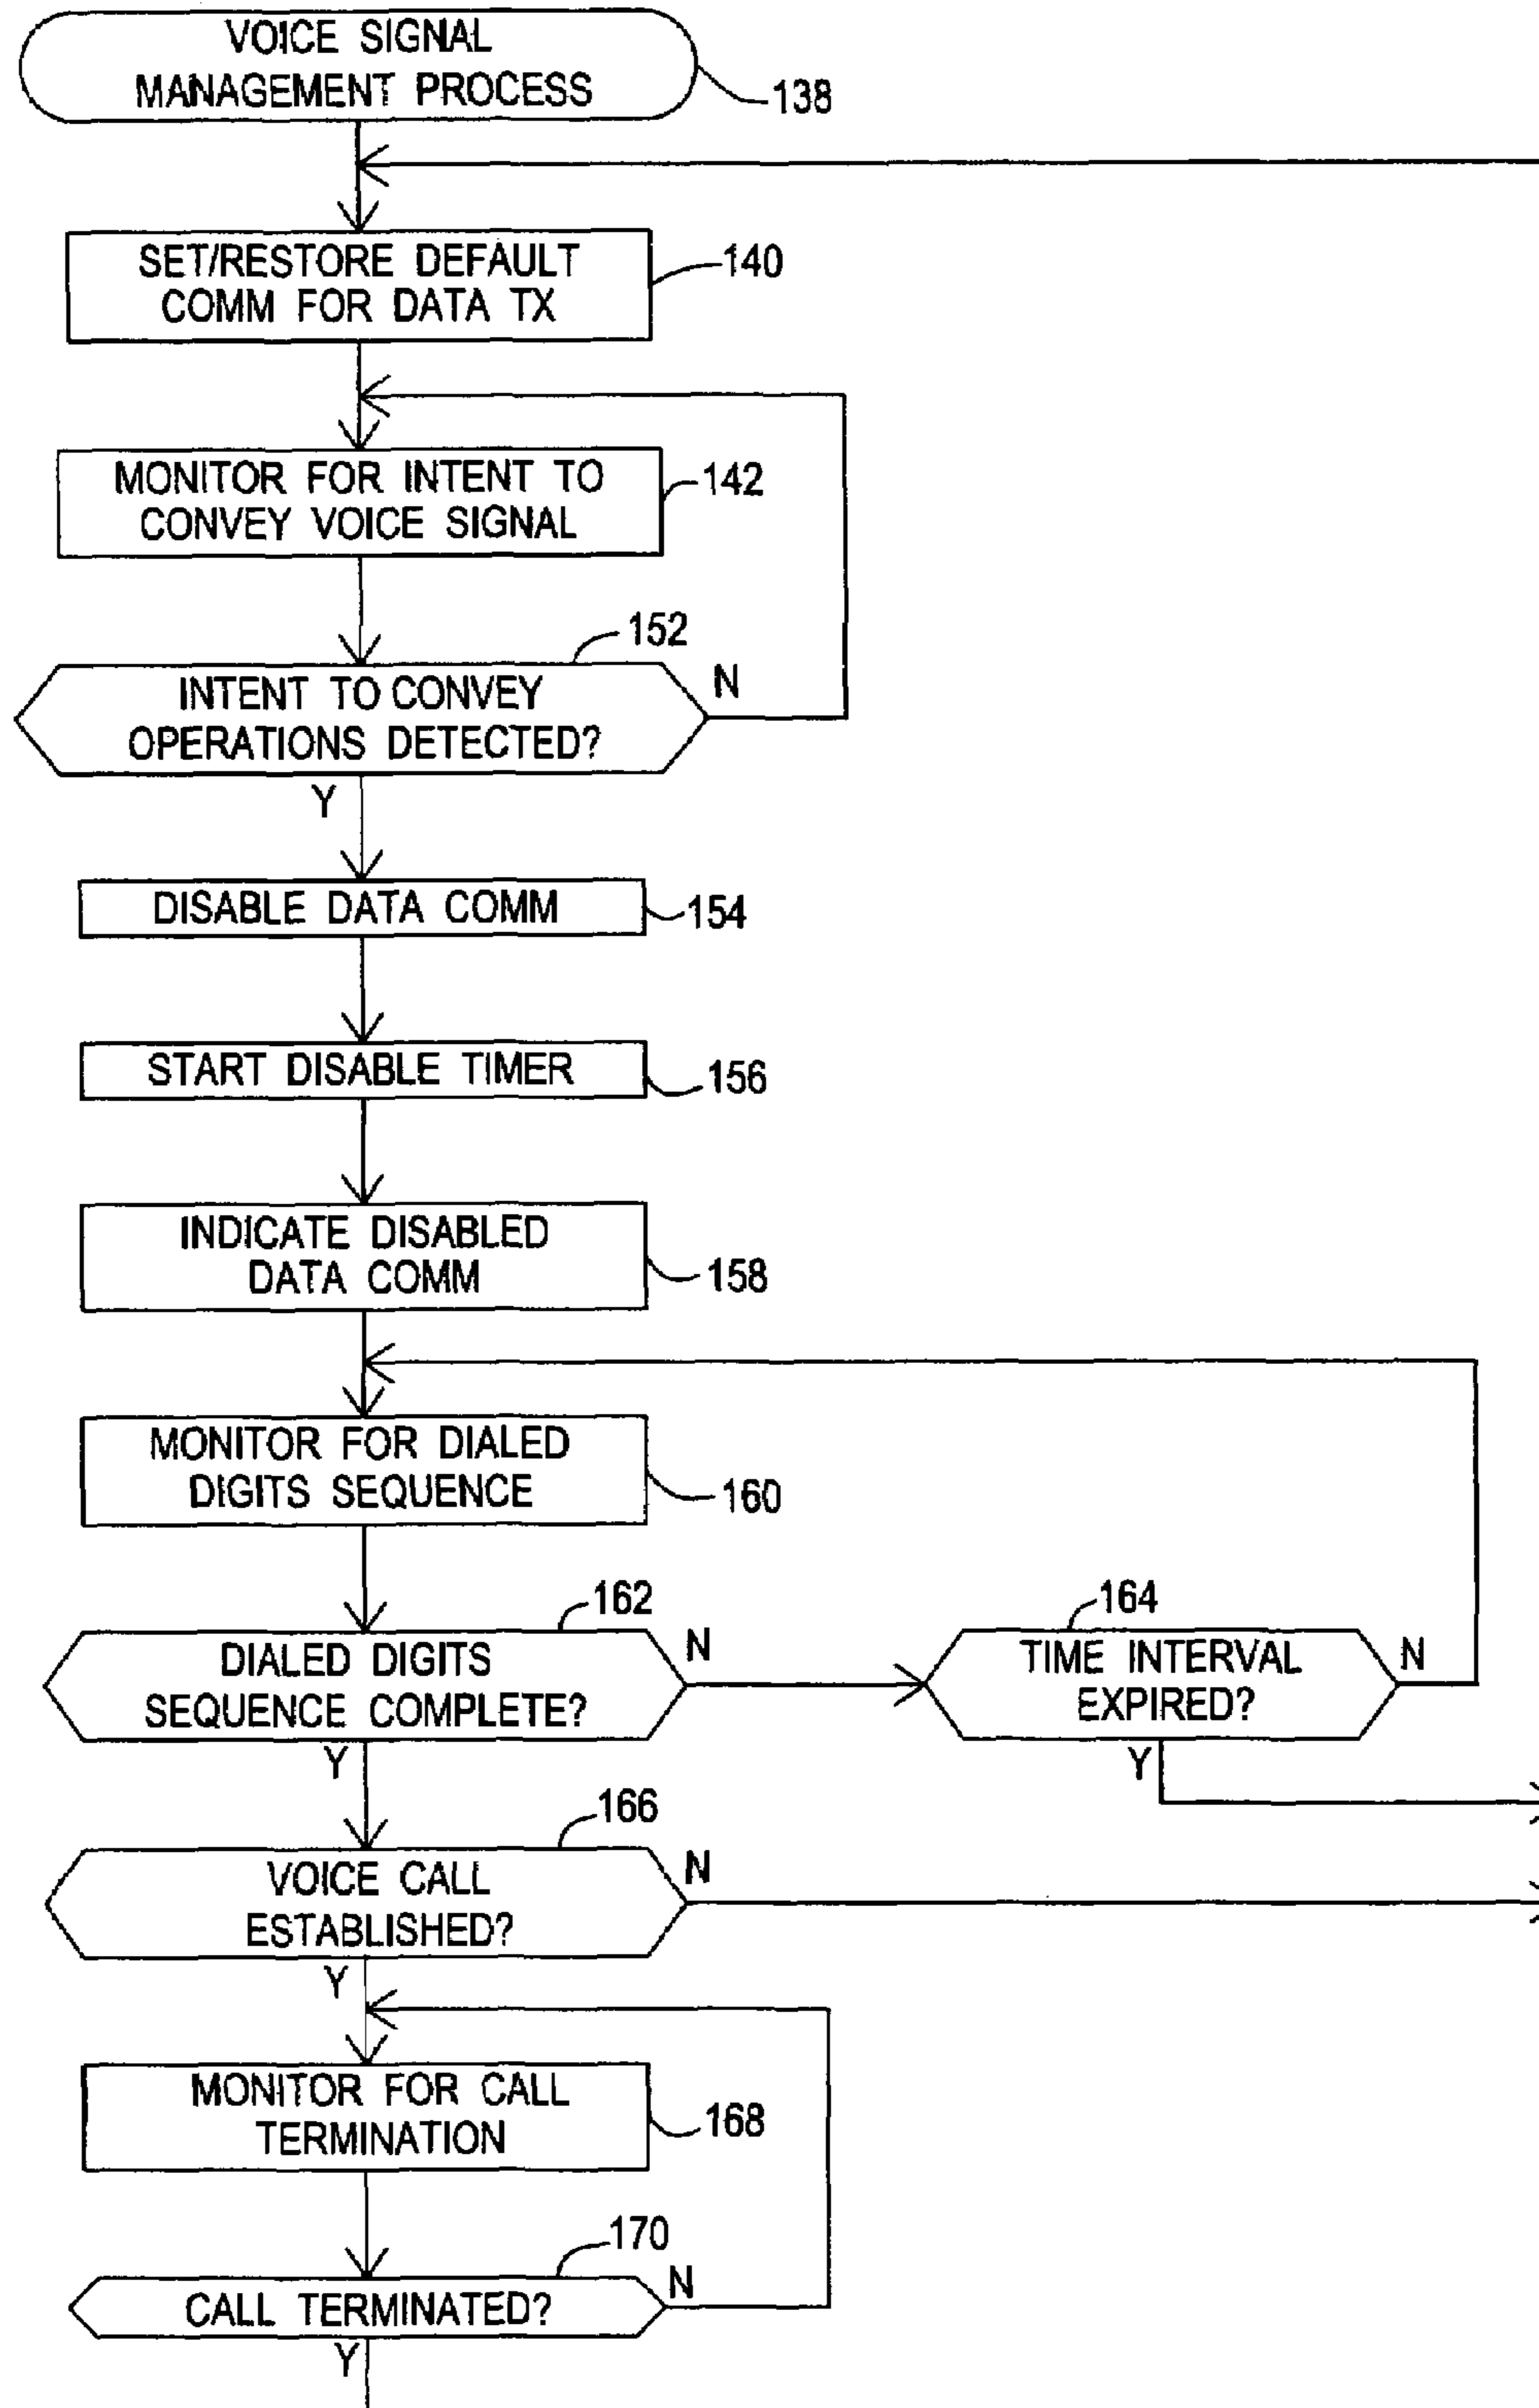 VOICE SIGNAL
MANAGEMENT PROCESS
138
SET/RESTORE DEFAULT
COMM FOR DATA TX
140
MONITOR FOR INTENT TO
CONVEY VOICE SIGNAL
142
152
INTENT TO CONVEY
OPERATIONS DETECTED?
N
Y
DISABLE DATA COMM
154
START DISABLE TIMER
156
INDICATE DISABLED
DATA COMM
158
MONITOR FOR DIALED
DIGITS SEQUENCE
160
162
DIALED DIGITS
SEQUENCE COMPLETE?
N
Y
164
TIME INTERVAL
EXPIRED?
N
Y
166
VOICE CALL
ESTABLISHED?
N
Y
MONITOR FOR CALL
TERMINATION
168
170
CALL TERMINATED?
N
Y